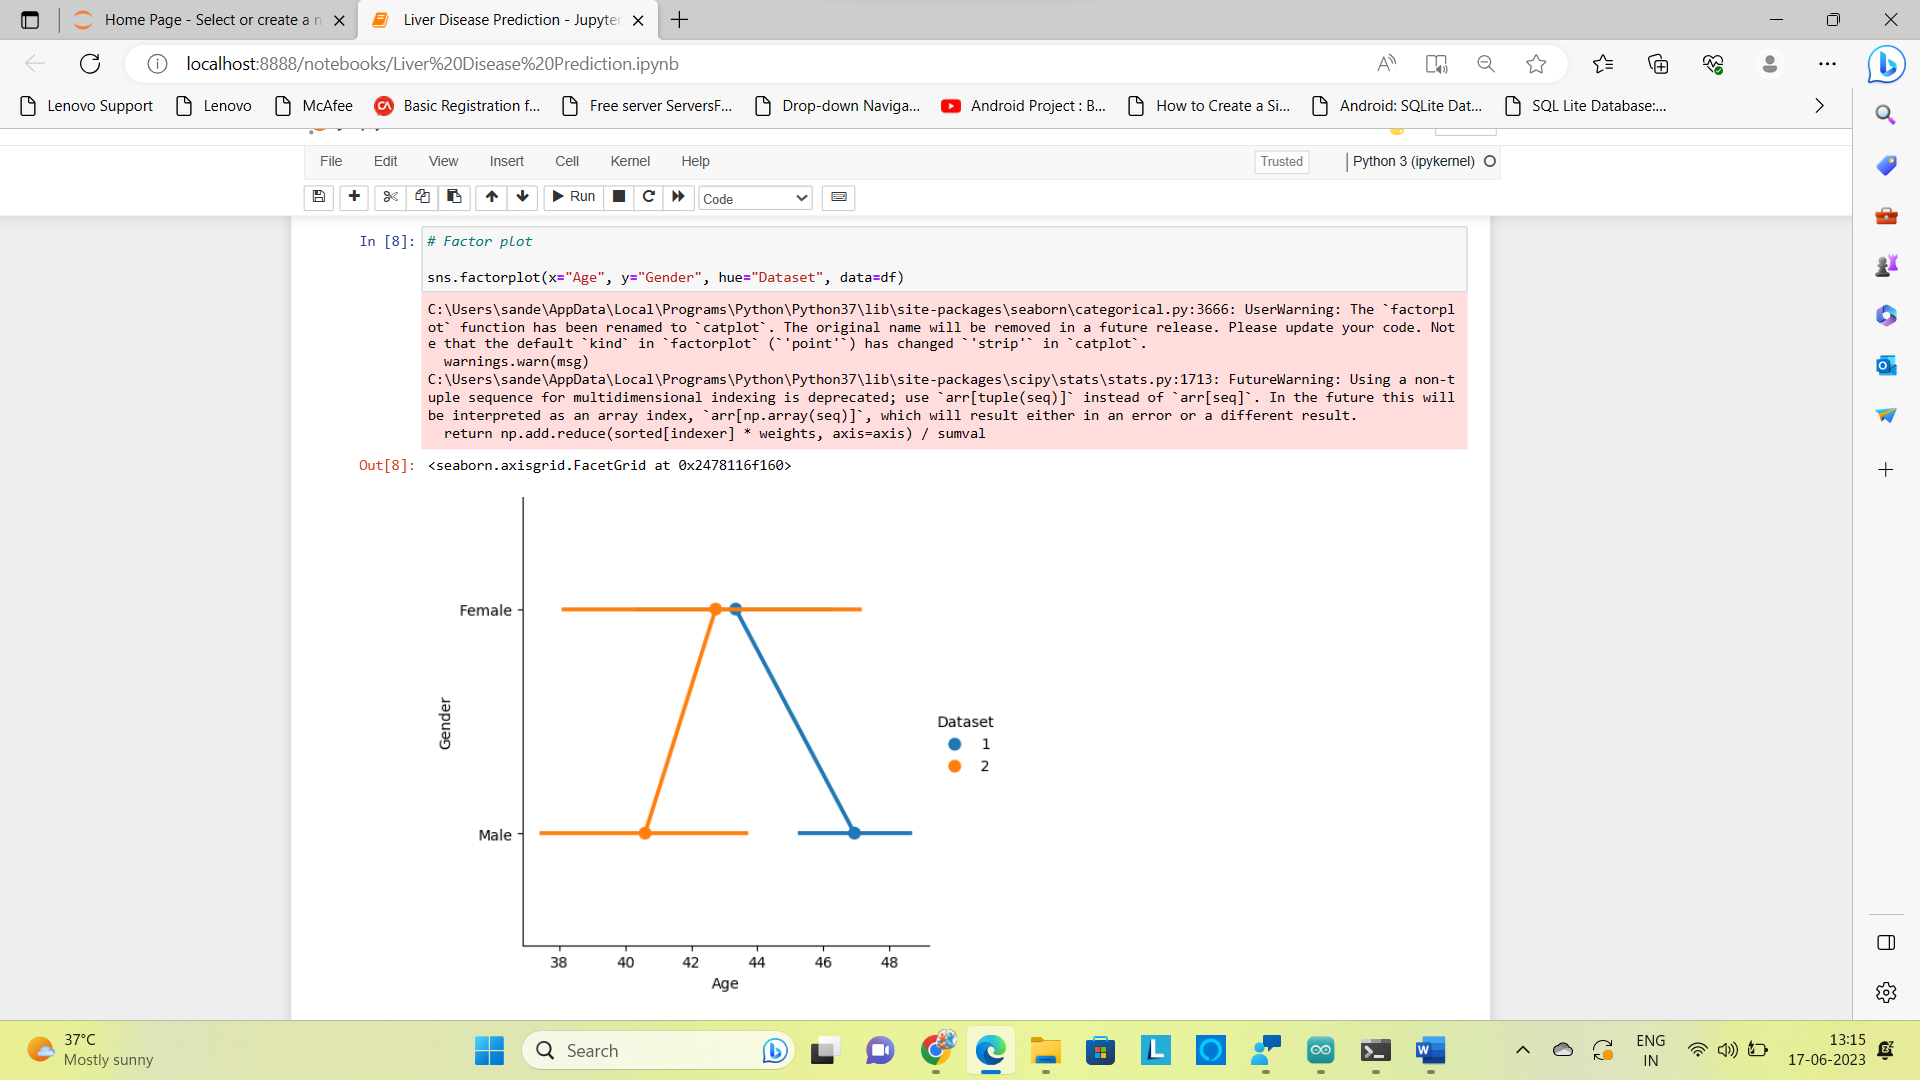 Home Page - Select or create a n
Liver Disease Prediction - Jupyte
localhost:8888/notebooks/Liver%20Disease%20Prediction.ipynb
Lenovo Support
Lenovo
McAfee
Basic Registration f...
Free server ServersF...
Drop-down Naviga...
Android Project : B...
How to Create a Si...
Android: SQLite Dat...
SQL Lite Database:...
File Edit View Insert Cell Kernel Help
Trusted
Python 3 (ipykernel)
Run
Code
In [8]:
# Factor plot
sns.factorplot(x="Age", y="Gender", hue="Dataset", data=df)
C:\Users\sande\AppData\Local\Programs\Python\Python37\lib\site-packages\seaborn\categorical.py:3666: UserWarning: The `factorpl
ot` function has been renamed to `catplot`. The original name will be removed in a future release. Please update your code. Not
e that the default `kind` in `factorplot` (`'point'`) has changed `'strip'` in `catplot`.
warnings.warn(msg)
C:\Users\sande\AppData\Local\Programs\Python\Python37\lib\site-packages\scipy\stats\stats.py:1713: FutureWarning: Using a non-t
uple sequence for multidimensional indexing is deprecated; use `arr[tuple(seq)]` instead of `arr[seq]`. In the future this will
be interpreted as an array index, `arr[np.array(seq)]`, which will result either in an error or a different result.
return np.add.reduce(sorted[indexer] * weights, axis=axis) / sumval
Out[8]: <seaborn.axisgrid.FacetGrid at 0x2478116f160>
Female
Gender
Male
Dataset
1
2
38 40 42 44 46 48
Age
37°C
Mostly sunny
Search
ENG
IN
13:15
17-06-2023